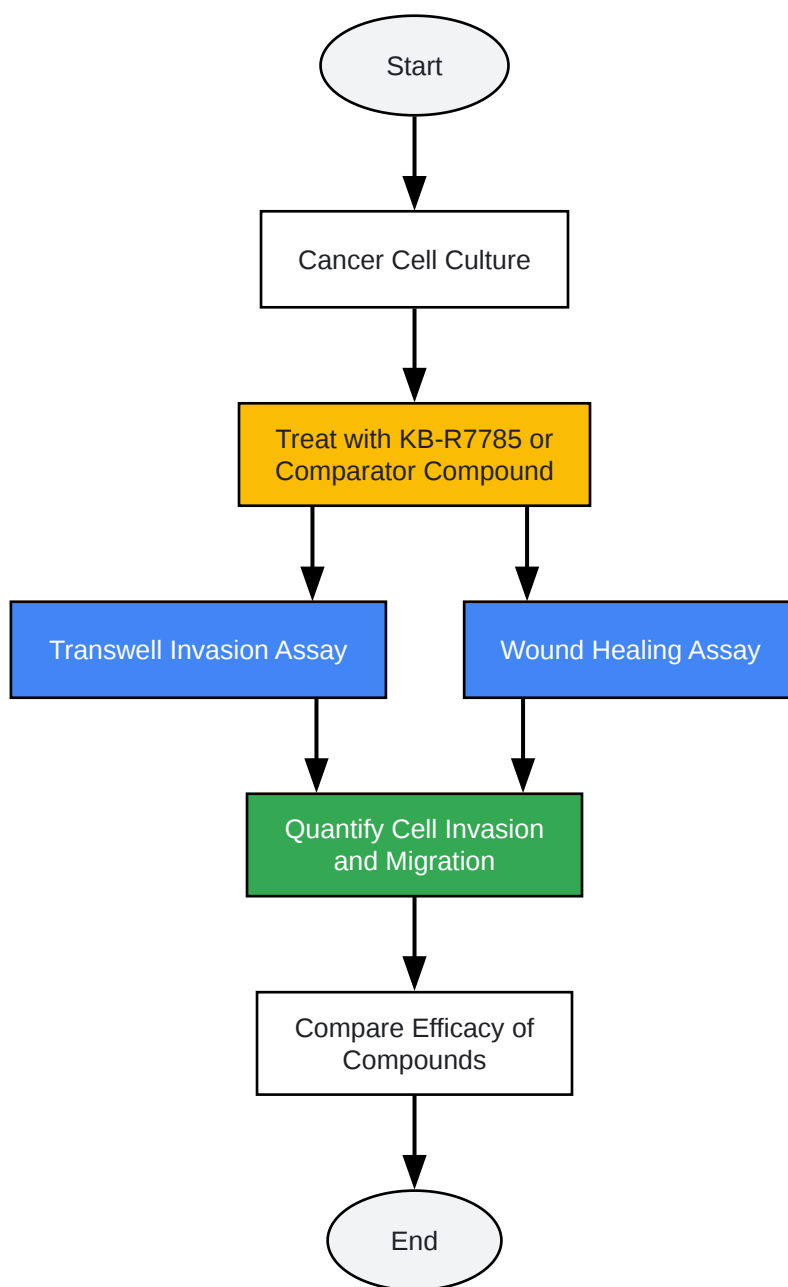 Start
Cancer Cell Culture
Treat with KB-R7785 or
Comparator Compound
Transwell Invasion Assay
Wound Healing Assay
Quantify Cell Invasion
and Migration
Compare Efficacy of
Compounds
End